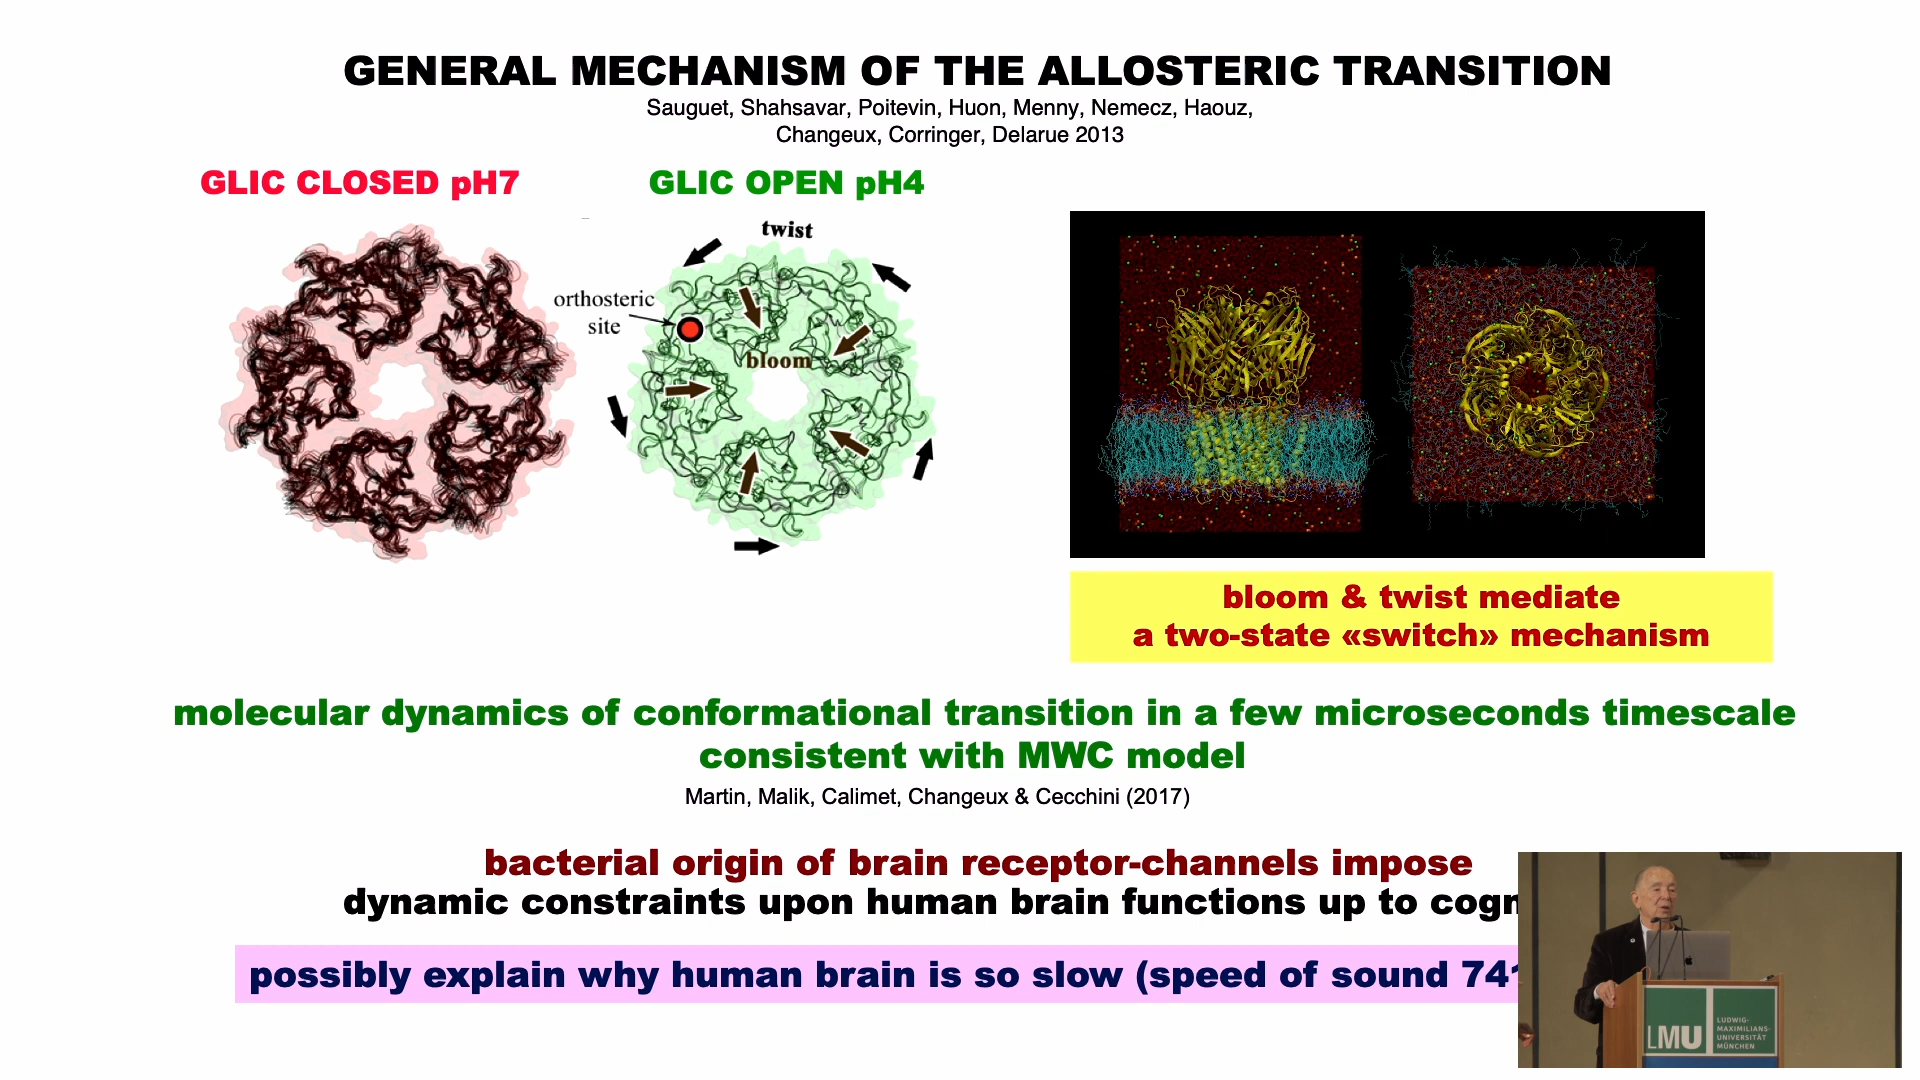 GENERAL MECHANISM OF THE ALLOSTERIC TRANSITION
Sauguet, Shahsavar, Poitevin, Huon, Menny, Nemecz, Haouz,
Changeux, Corringer, Delarue 2013
GLIC CLOSED pH7
GLIC OPEN pH4
twist
orthosteric
site
bloom
bloom & twist mediate
a two-state «switch» mechanism
molecular dynamics of conformational transition in a few microseconds timescale
consistent with MWC model
Martin, Malik, Calimet, Changeux & Cecchini (2017)
bacterial origin of brain receptor-channels impose
dynamic constraints upon human brain functions up to
possibly explain why human brain is so slow (speed of sound
LMU
LUDWIG-
MAXIMILIANS-
UNIVERSITÄT
MÜNCHEN